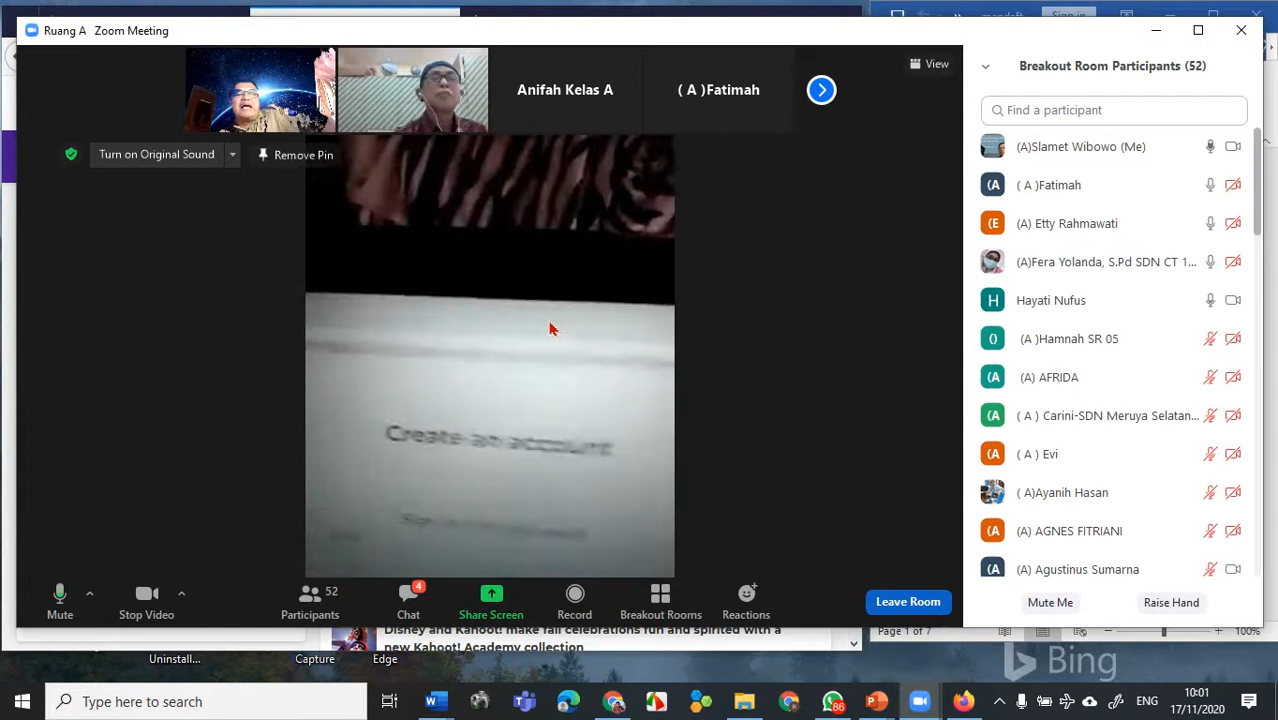 Sign in
Ruang A Zoom Meeting
View
Anifah Kelas A
( A )Fatimah
Turn on Original Sound
Remove Pin
Create an account
Mute
Stop Video
52
Participants
4
Chat
Share Screen
Record
Breakout Rooms
Reactions
Leave Room
Breakout Room Participants (52)
Find a participant
(A)Slamet Wibowo (Me)
(A ( A )Fatimah
(E (A) Etty Rahmawati
(A)Fera Yolanda, S.Pd SDN CT 1...
H Hayati Nufus
() ( A )Hamnah SR 05
(A (A) AFRIDA
(A ( A ) Carini-SDN Meruya Selatan...
(A ( A ) Evi
( A)Ayanih Hasan
(A (A) AGNES FITRIANI
(A (A) Agustinus Sumarna
Mute Me
Raise Hand
Page 1 of 7
100%
Disney and Kahoot! make fall celebrations fun and spirited with a
new Kahoot! Academy collection
Uninstall...
Capture
Edge
Bing
Type here to search
86
ENG
10:01
17/11/2020